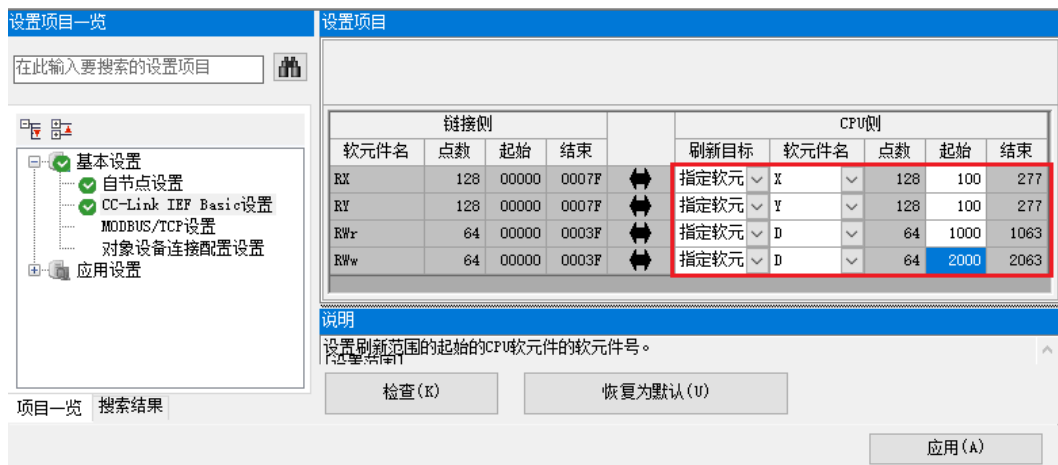 设置项目一览
设置项目
在此输入要搜索的设置项目
基本设置
自节点设置
CC-Link IEF Basic设置
MODBUS/TCP设置
对象设备连接配置设置
应用设置
项目一览 搜索结果
链接侧 CPU侧
软元件名 点数 起始 结束 刷新目标 软元件名 点数 起始 结束
RX 128 00000 0007F 指定软元 X 128 100 277
RY 128 00000 0007F 指定软元 Y 128 100 277
RWr 64 00000 0003F 指定软元 D 64 1000 1063
RWw 64 00000 0003F 指定软元 D 64 2000 2063
说明
设置刷新范围的起始的CPU软元件的软元件号。
[设置范围]
检查(K) 恢复为默认(U)
应用(A)